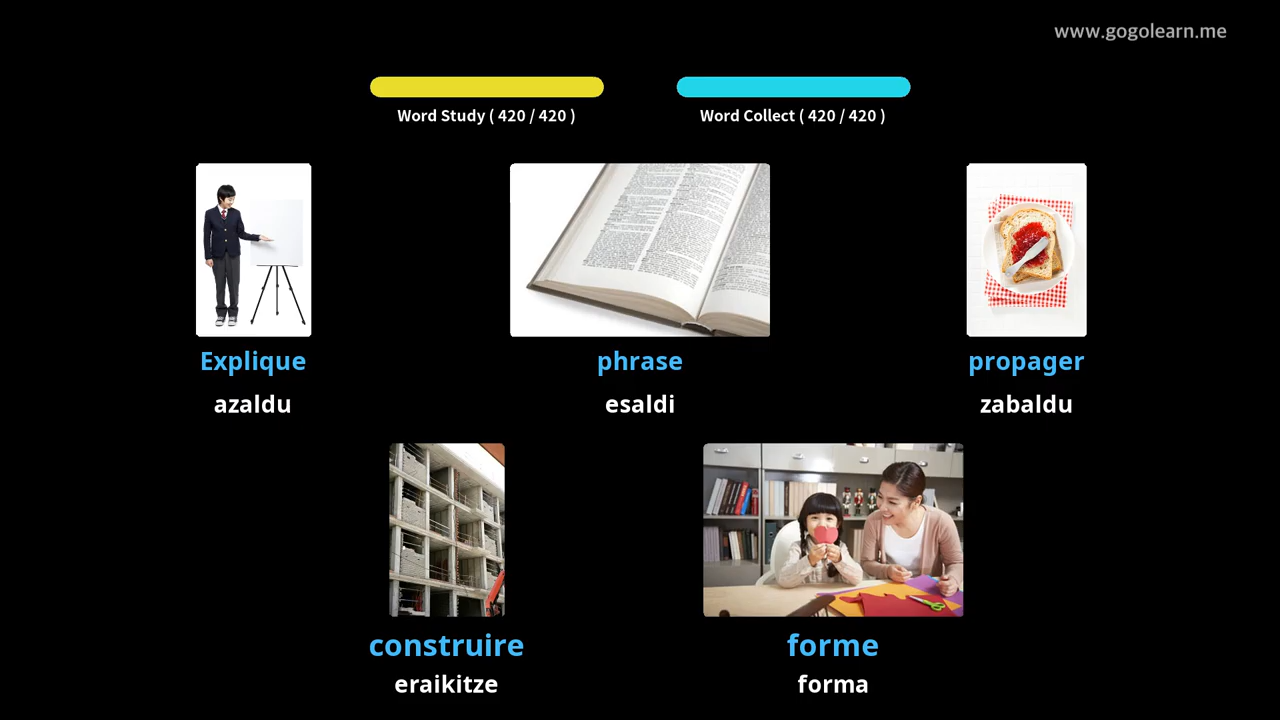 www.gogolearn.me
Word Study ( 420 / 420 )
Word Collect ( 420 / 420 )
Explique
azaldu
phrase
esaldi
propager
zabaldu
construire
eraikitze
forme
forma